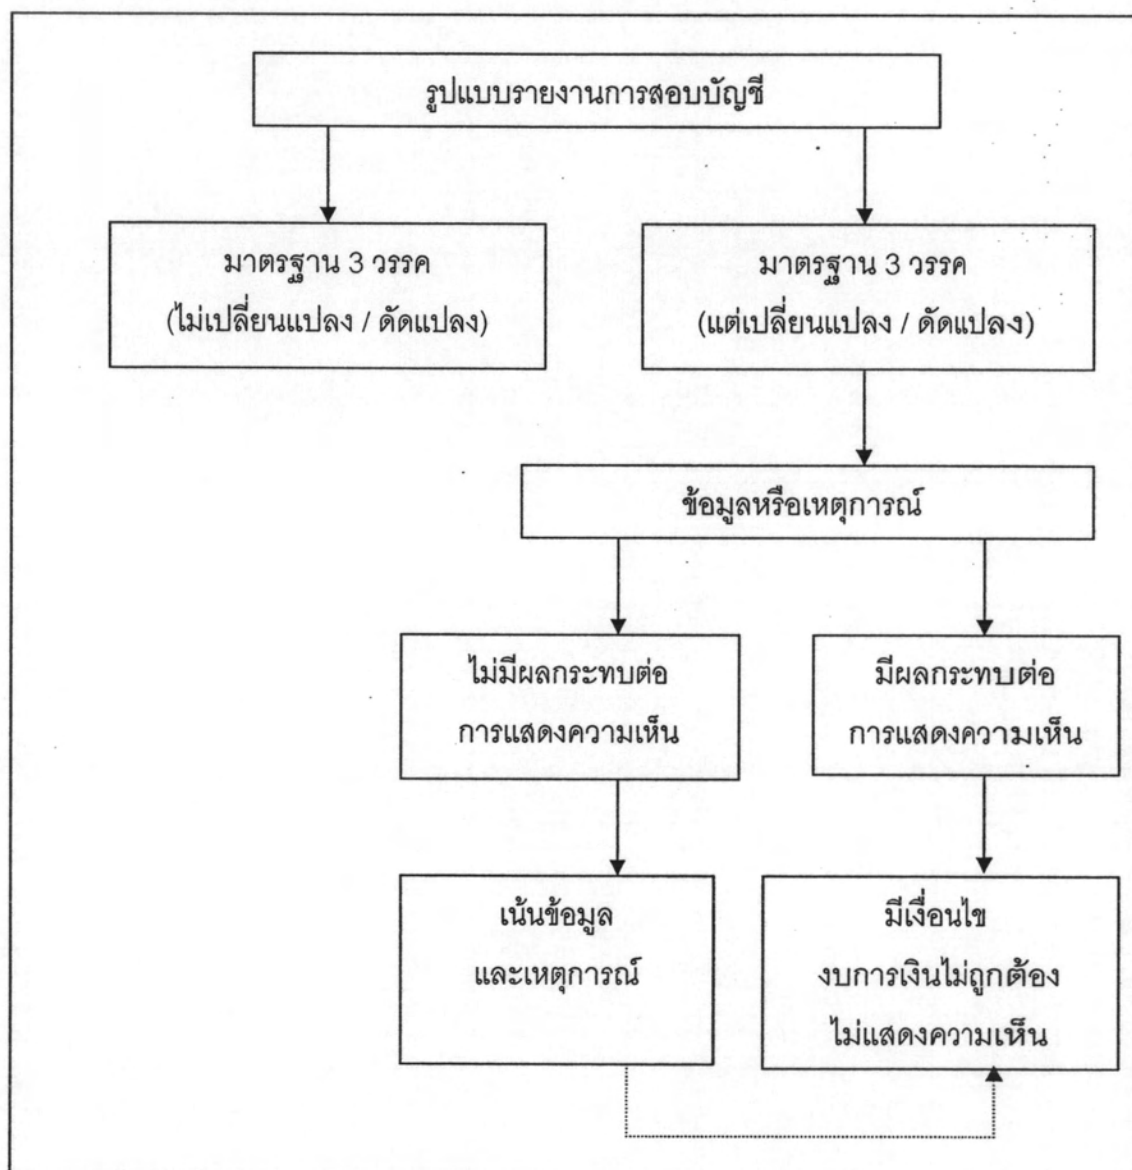 รูปแบบรายงานการสอบบัญชี
มาตรฐาน 3 วรรค
(ไม่เปลี่ยนแปลง / ดัดแปลง)
มาตรฐาน 3 วรรค
(แต่เปลี่ยนแปลง / ดัดแปลง)
ข้อมูลหรือเหตุการณ์
ไม่มีผลกระทบต่อ
การแสดงความเห็น
มีผลกระทบต่อ
การแสดงความเห็น
เน้นข้อมูล
และเหตุการณ์
มีเงื่อนไข
งบการเงินไม่ถูกต้อง
ไม่แสดงความเห็น